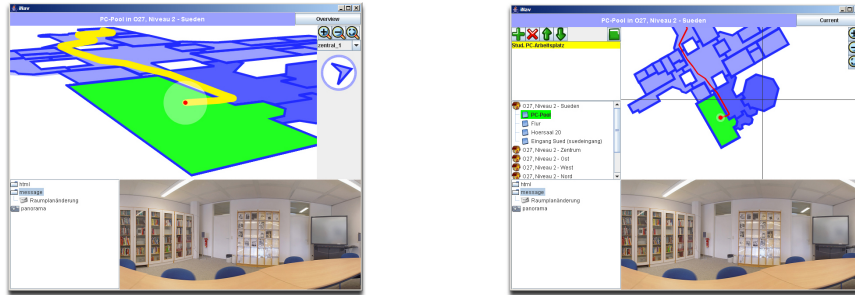 iNav
PC-Pool in O27, Niveau 2 - Sueden
Overview
zentral_1
html
message
Raumplanänderung
panorama
iNav
PC-Pool in O27, Niveau 2 - Sueden
Current
Stud. PC-Arbeitsplatz
O27, Niveau 2 - Sueden
PC-Pool
Flur
Hoersaal 20
Eingang Sued (suedeingang)
O27, Niveau 2 - Zentrum
O27, Niveau 2 - Ost
O27, Niveau 2 - West
O27, Niveau 2 - Nord
html
message
Raumplanänderung
panorama